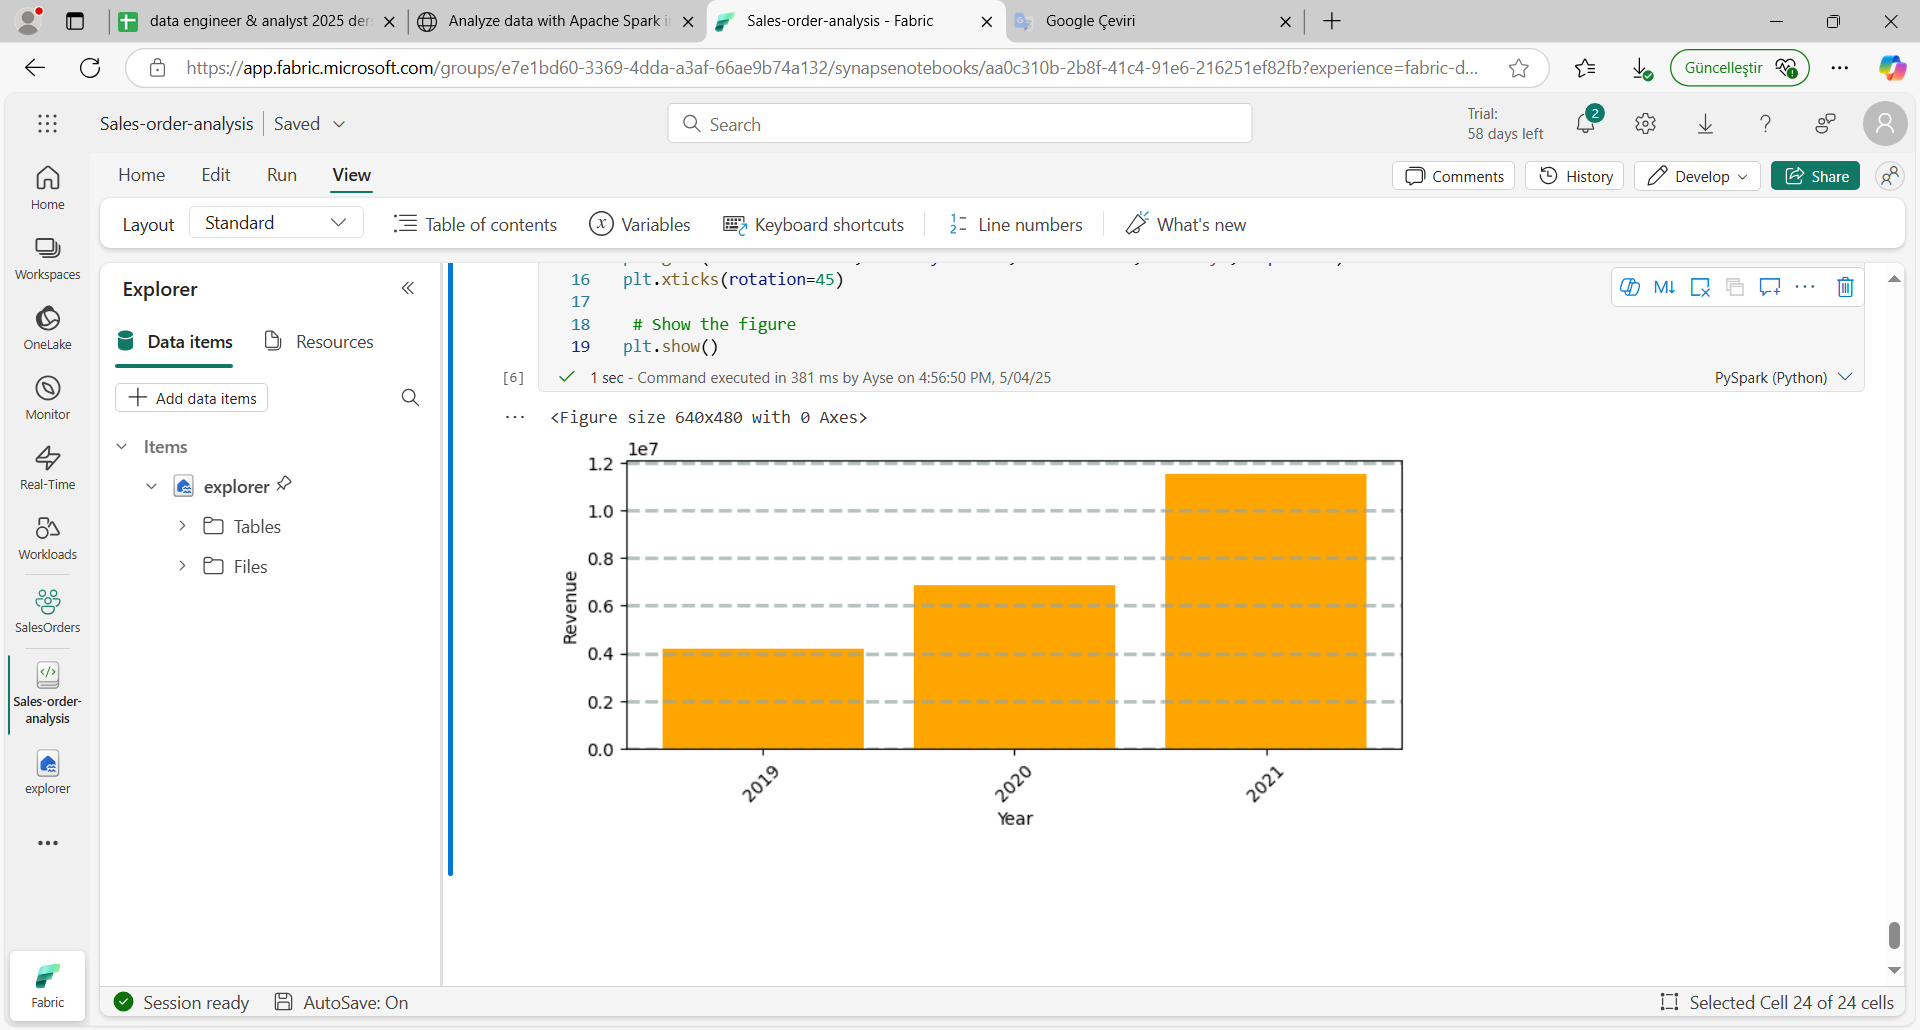 data engineer & analyst 2025 der
Analyze data with Apache Spark i
Sales-order-analysis - Fabric
Google Çeviri
https://app.fabric.microsoft.com/groups/e7e1bd60-3369-4dda-a3af-66ae9b74a132/synapsenotebooks/aa0c310b-2b8f-41c4-91e6-216251ef82fb?experience=fabric-d...
Güncelleştir
Sales-order-analysis
Saved
Search
Trial:
58 days left
2
Home
Edit
Run
View
Comments
History
Develop
Share
Layout
Standard
Table of contents
Variables
Keyboard shortcuts
Line numbers
What's new
Home
Workspaces
OneLake
Monitor
Real-Time
Workloads
SalesOrders
Sales-order-
analysis
explorer
Fabric
Explorer
Data items
Resources
Add data items
Items
explorer
Tables
Files
16 plt.xticks(rotation=45)
17
18 # Show the figure
19 plt.show()
[6]
1 sec - Command executed in 381 ms by Ayse on 4:56:50 PM, 5/04/25
PySpark (Python)
<Figure size 640x480 with 0 Axes>
1e7
1.2
1.0
0.8
0.6
0.4
0.2
0.0
Revenue
2019
2020
2021
Year
Session ready
AutoSave: On
Selected Cell 24 of 24 cells